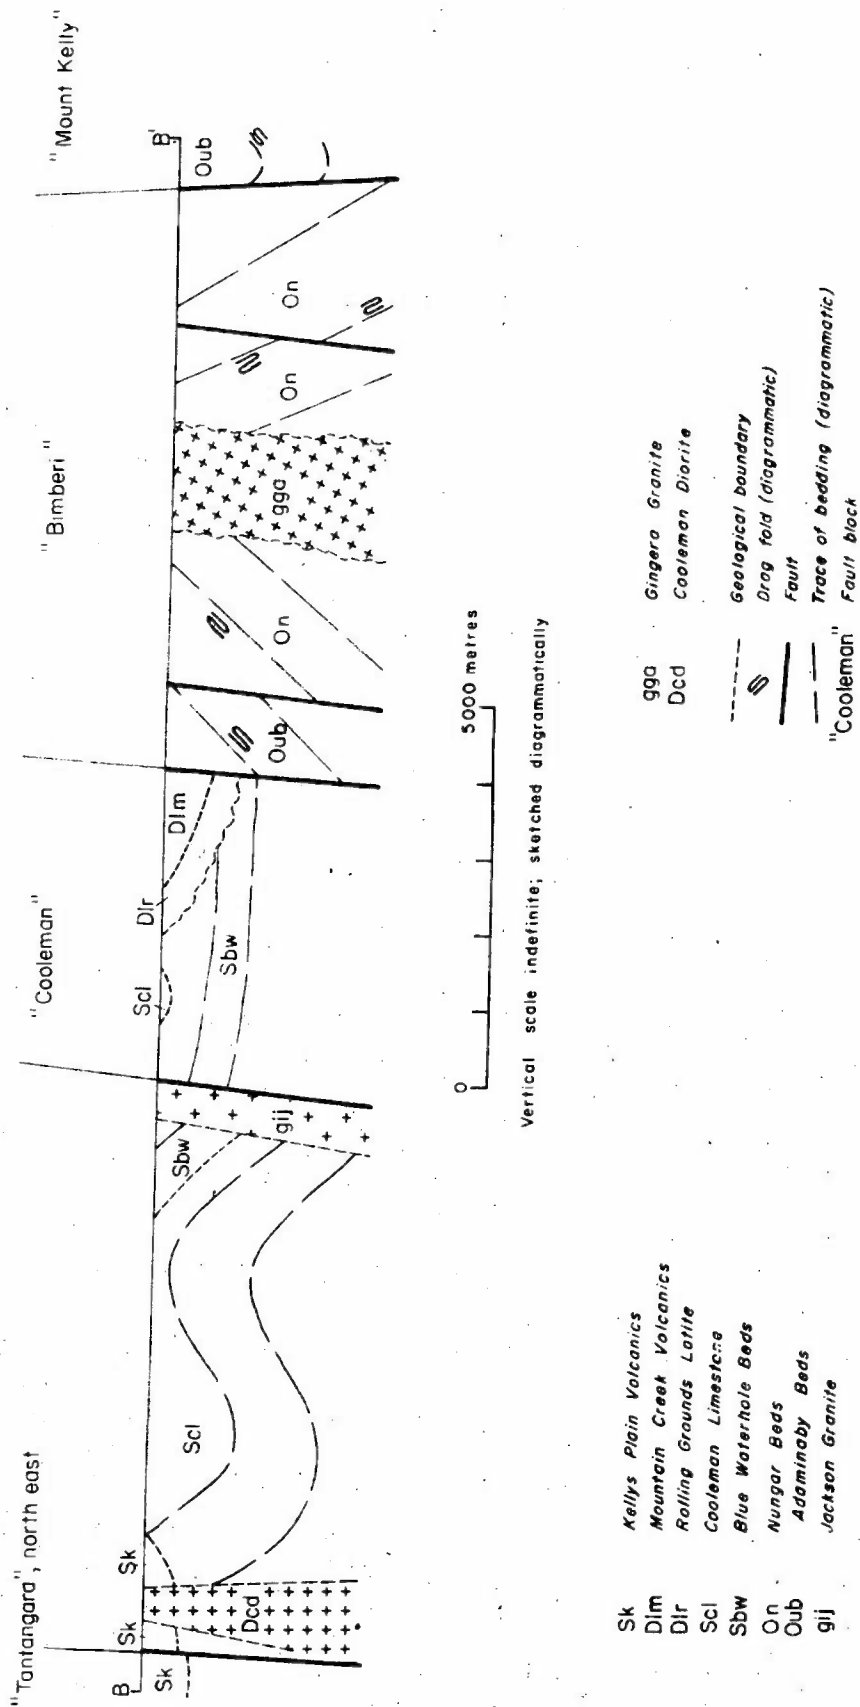 "Tantangara", north east
"Cooleman"
"Bimberi"
"Mount Kelly"
B
Sk
Sk
Sk
Dcd
Scl
Sbw
gij
Scl
Dlr
Dlm
Sbw
Oub
On
gga
On
On
Oub
B'
0
5000 metres
Vertical scale indefinite; sketched diagrammatically
Sk Kellys Plain Volcanics
Dlm Mountain Creek Volcanics
Dlr Rolling Grounds Latite
Scl Cooleman Limestone
Sbw Blue Waterhole Beds
On Nungar Beds
Oub Adaminaby Beds
gij Jackson Granite
gga Gingera Granite
Dcd Cooleman Diorite
Geological boundary
Drag fold (diagrammatic)
Fault
Trace of bedding (diagrammatic)
"Cooleman" Fault block